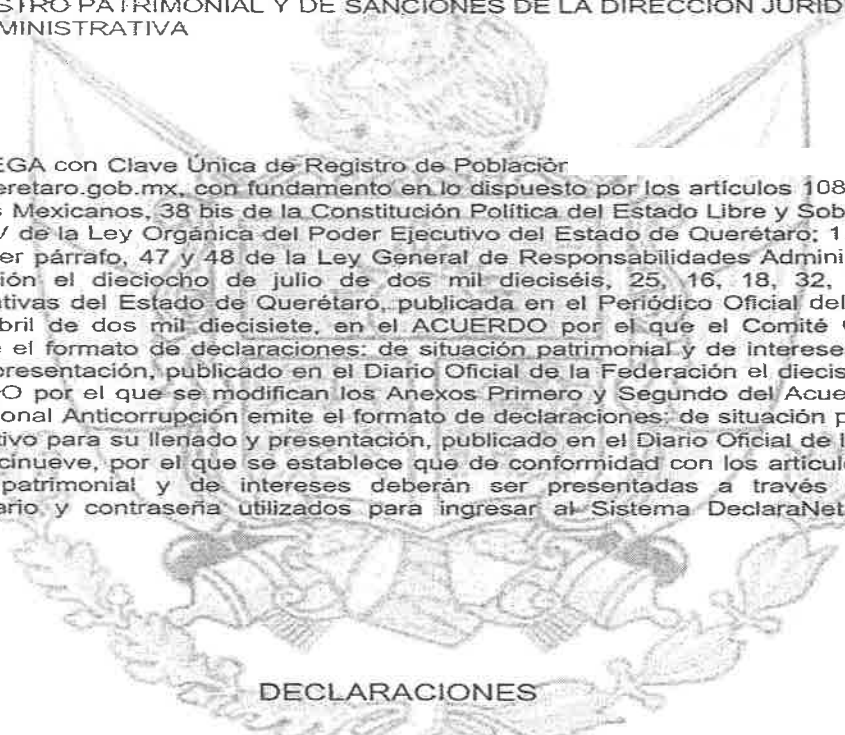 STRO PATRIMONIAL Y DE SANCIONES DE LA DIRECCIÓN JURÍD
MINISTRATIVA
EGA con Clave Única de Registro de Población
eretaro.gob.mx, con fundamento en lo dispuesto por los artículos 108
s Mexicanos, 38 bis de la Constitución Política del Estado Libre y Sob
V de la Ley Orgánica del Poder Ejecutivo del Estado de Querétaro; 1
er párrafo, 47 y 48 de la Ley General de Responsabilidades Admini
ión el dieciocho de julio de dos mil dieciséis, 25, 16, 18, 32,
ativas del Estado de Querétaro, publicada en el Periódico Oficial del
bril de dos mil diecisiete, en el ACUERDO por el que el Comité
e el formato de declaraciones: de situación patrimonial y de interese
presentación, publicado en el Diario Oficial de la Federación el diecis
O por el que se modifican los Anexos Primero y Segundo del Acue
onal Anticorrupción emite el formato de declaraciones: de situación p
tivo para su llenado y presentación, publicado en el Diario Oficial de l
cinueve, por el que se establece que de conformidad con los artícul
patrimonial y de intereses deberán ser presentadas a través
ario y contraseña utilizados para ingresar al Sistema DeclaraNet
DECLARACIONES